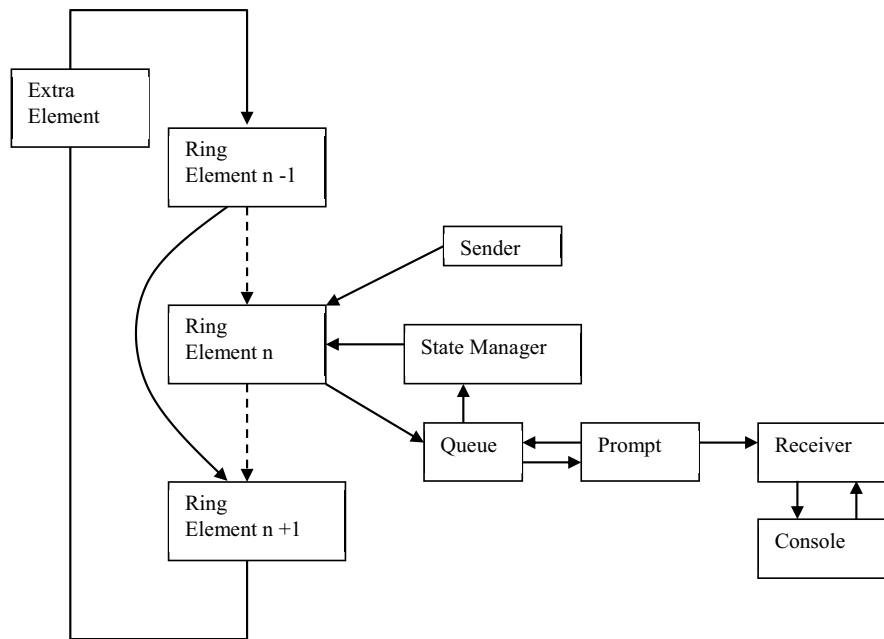 Extra
Element
Ring
Element n -1
Sender
Ring
Element n
State Manager
Queue
Prompt
Receiver
Ring
Element n +1
Console